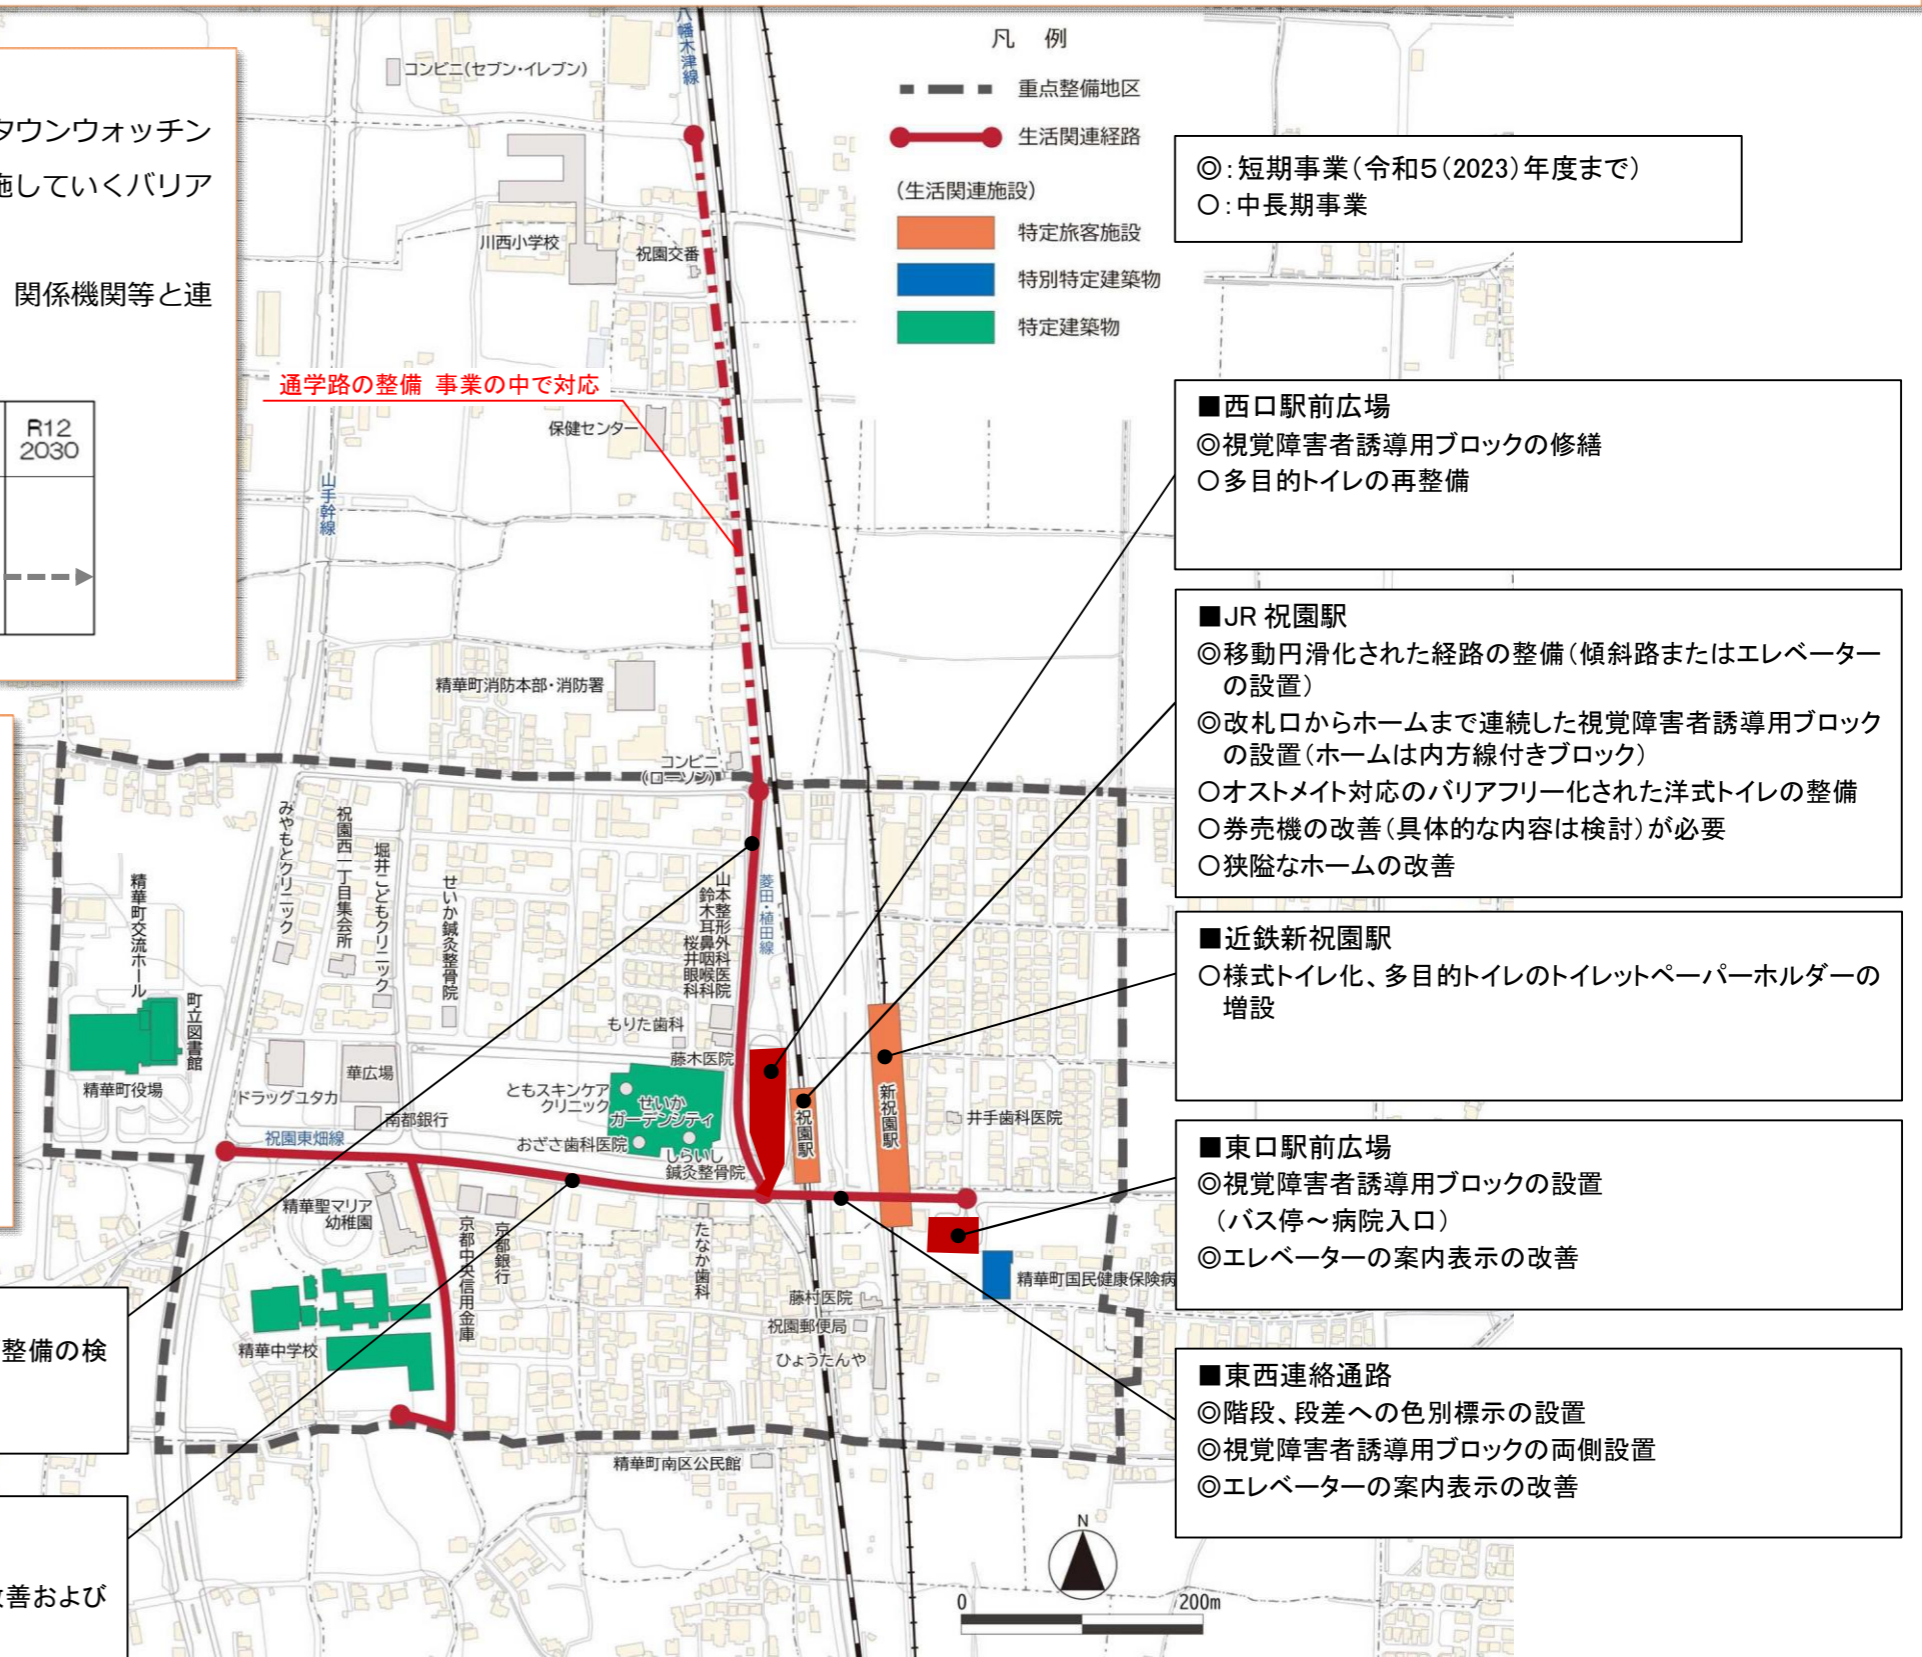 タウンウォッチン
施していくバリア
関係機関等と連
R12
2030
整備の検
改善および
凡 例
重点整備地区
生活関連経路
(生活関連施設)
特定旅客施設
特別特定建築物
特定建築物
◎:短期事業(令和5(2023)年度まで)
○:中長期事業
■西口駅前広場
◎視覚障害者誘導用ブロックの修繕
○多目的トイレの再整備
■JR 祝園駅
◎移動円滑化された経路の整備(傾斜路またはエレベーター
の設置)
◎改札口からホームまで連続した視覚障害者誘導用ブロック
の設置(ホームは内方線付きブロック)
○オストメイト対応のバリアフリー化された洋式トイレの整備
○券売機の改善(具体的な内容は検討)が必要
○狭隘なホームの改善
■近鉄新祝園駅
○様式トイレ化、多目的トイレのトイレットペーパーホルダーの
増設
■東口駅前広場
◎視覚障害者誘導用ブロックの設置
(バス停～病院入口)
◎エレベーターの案内表示の改善
■東西連絡通路
◎階段、段差への色別標示の設置
◎視覚障害者誘導用ブロックの両側設置
◎エレベーターの案内表示の改善
八幡木津線
コンビニ(セブン・イレブン)
川西小学校
祝園交番
通学路の整備 事業の中で対応
保健センター
山手幹線
精華町消防本部・消防署
コンビニ
(ローソン)
みやもとクリニック
祝園西一丁目集会所
堀井こどもクリニック
せいか鍼灸整骨院
山本整形外科医院
鈴木耳鼻咽喉科
桜井眼科
菱田・植田線
精華町交流ホール
町立図書館
精華町役場
もりた歯科
藤木医院
華広場
ドラッグユタカ
南都銀行
ともスキンケア
クリニック
せいか
ガーデンシティ
おざさ歯科医院
しらいし
鍼灸整骨院
祝園駅
新祝園駅
井手歯科医院
祝園東畑線
精華聖マリア
幼稚園
京都中央信用金庫
京都銀行
たなか歯科
精華町国民健康保険病
藤村医院
祝園郵便局
ひょうたんや
精華中学校
精華町南区公民館
N
0
200m